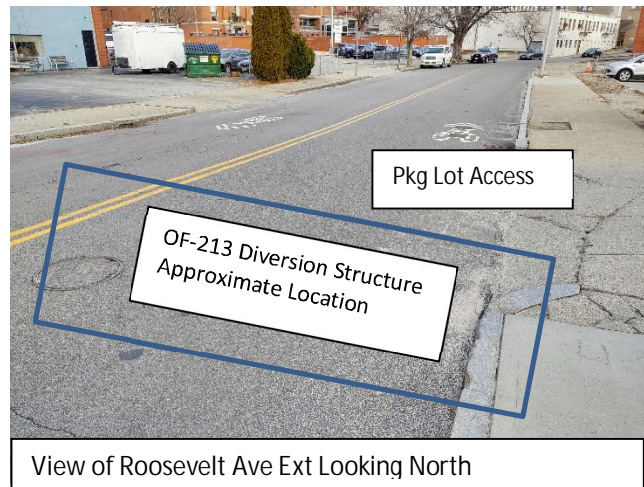 Pkg Lot Access
OF-213 Diversion Structure
Approximate Location
View of Roosevelt Ave Ext Looking North